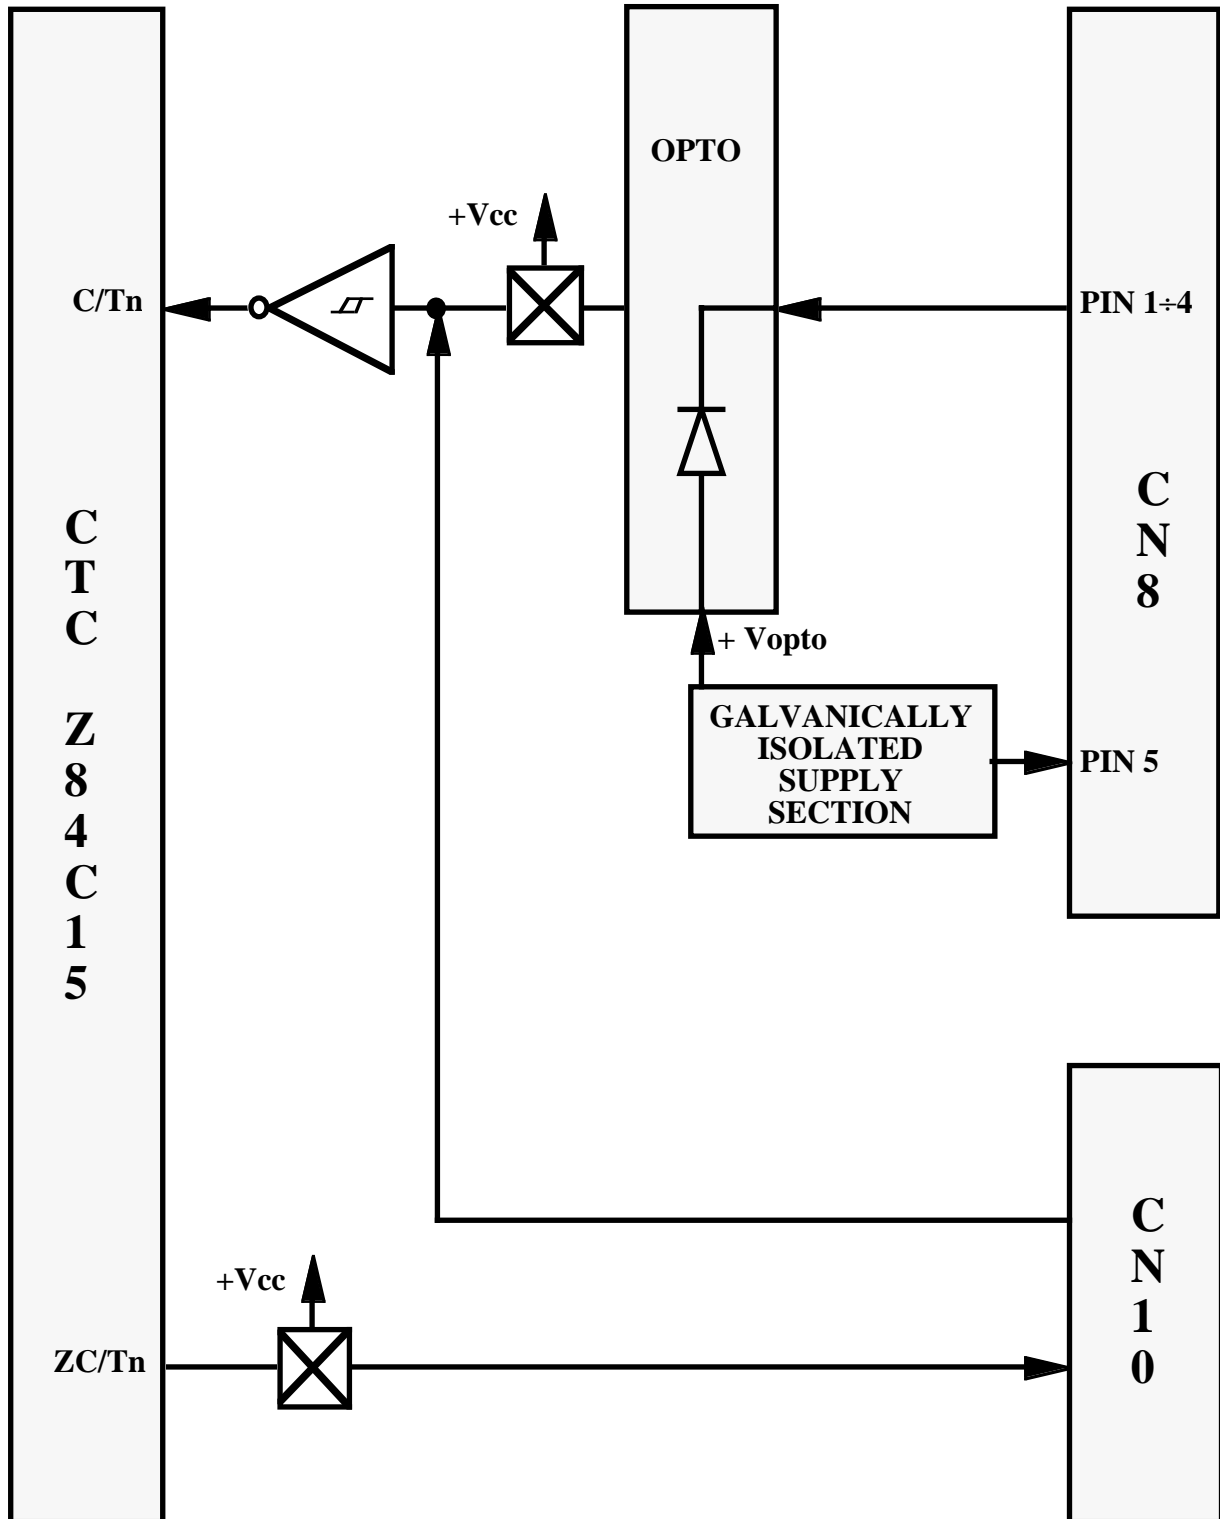 OPTO
+Vcc
C/Tn
PIN 1÷4
C
N
8
C
T
C
Z
8
4
C
1
5
+ Vopto
GALVANICALLY
ISOLATED
SUPPLY
SECTION
PIN 5
C
N
1
0
+Vcc
ZC/Tn